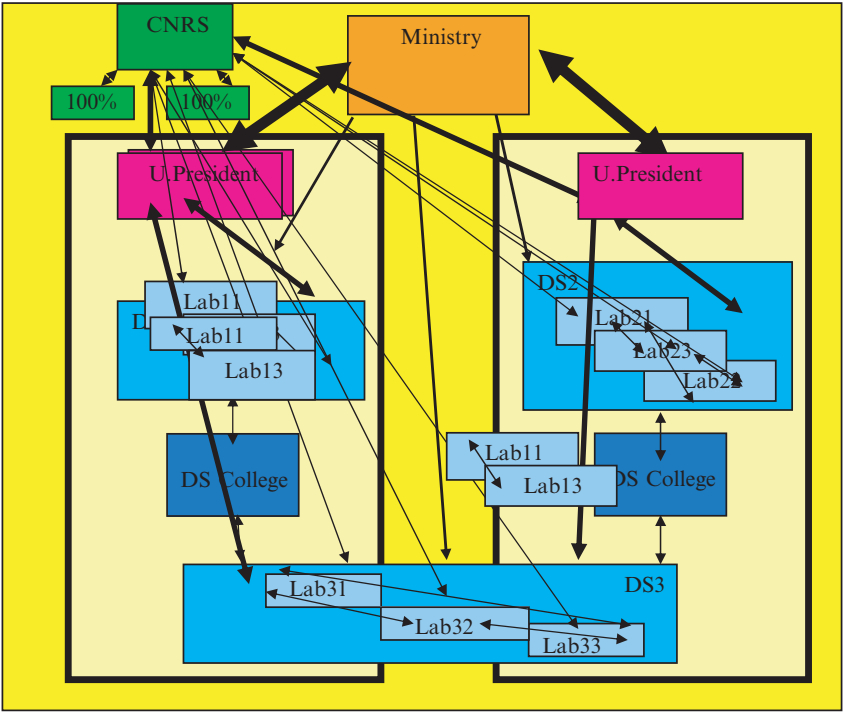 CNRS
Ministry
100%
100%
U.President
U.President
DS2
Lab11
D
Lab11
Lab21
Lab23
Lab13
Lab22
Lab11
DS College
Lab13
DS College
DS3
Lab31
Lab32
Lab33